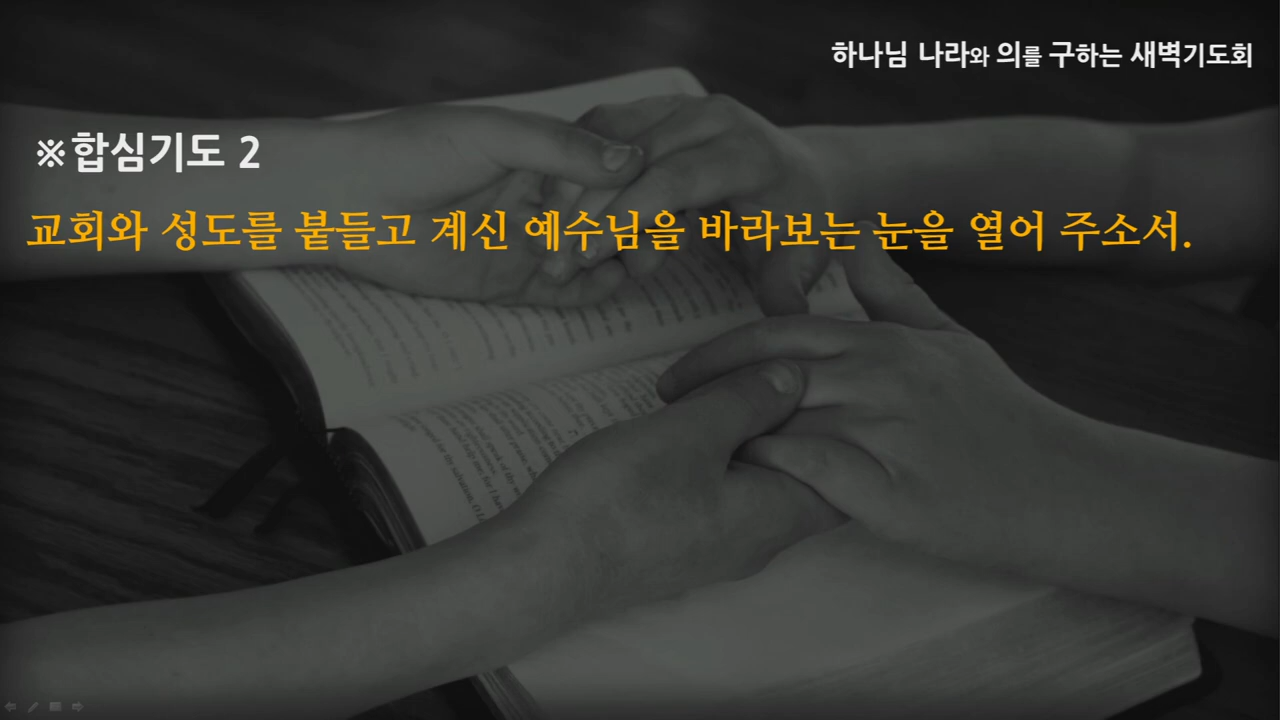 하나님 나라와 의를 구하는 새벽기도회
※합심기도 2
교회와 성도를 붙들고 계신 예수님을 바라보는 눈을 열어 주소서.